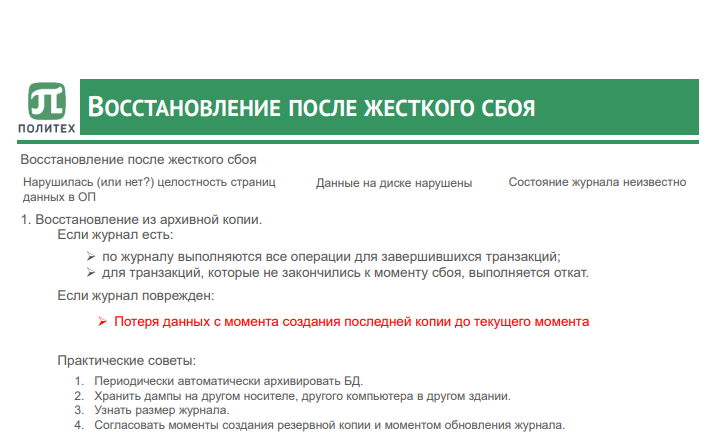 ПОЛИТЕХ
ВОССТАНОВЛЕНИЕ ПОСЛЕ ЖЕСТКОГО СБОЯ
Восстановление после жесткого сбоя
Нарушилась (или нет?) целостность страниц
данных в ОП
Данные на диске нарушены
Состояние журнала неизвестно
1. Восстановление из архивной копии.
Если журнал есть:
➢ по журналу выполняются все операции для завершившихся транзакций;
➢ для транзакций, которые не закончились к моменту сбоя, выполняется откат.
Если журнал поврежден:
➢ Потеря данных с момента создания последней копии до текущего момента
Практические советы:
1. Периодически автоматически архивировать БД.
2. Хранить дампы на другом носителе, другого компьютера в другом здании.
3. Узнать размер журнала.
4. Согласовать моменты создания резервной копии и моментом обновления журнала.